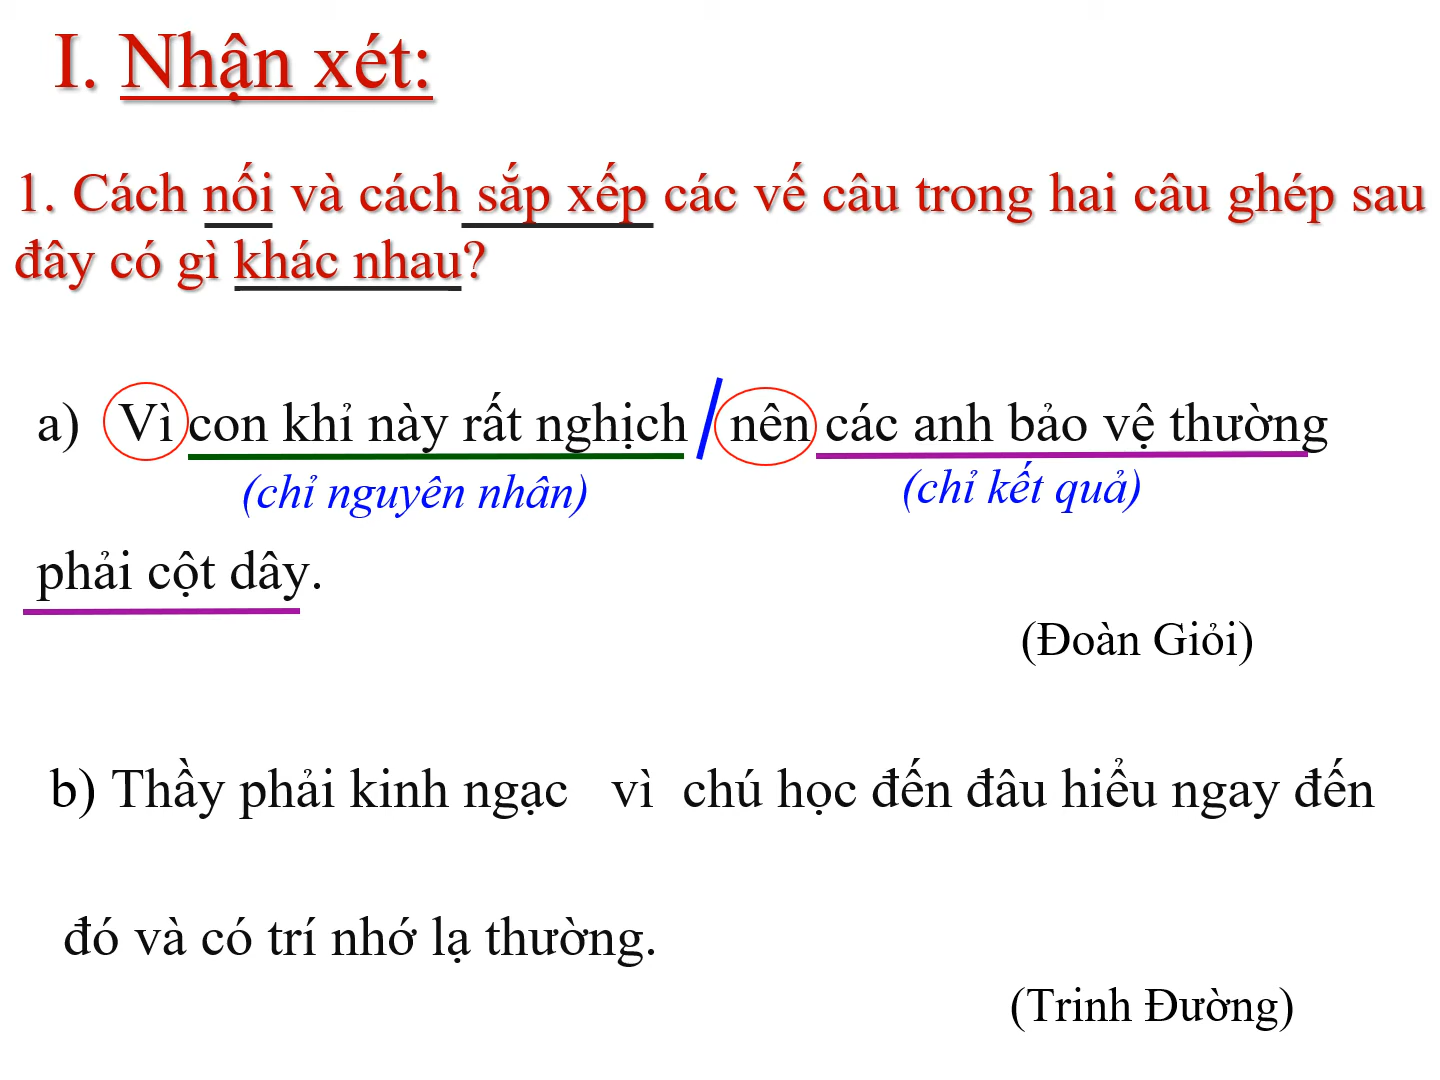 I. Nhận xét:
1. Cách nối và cách sắp xếp các vế câu trong hai câu ghép sau
đây có gì khác nhau?
a) Vì con khỉ này rất nghịch / nên các anh bảo vệ thường
(chỉ nguyên nhân) (chỉ kết quả)
phải cột dây.
(Đoàn Giỏi)
b) Thầy phải kinh ngạc vì chú học đến đâu hiểu ngay đến
đó và có trí nhớ lạ thường.
(Trinh Đường)